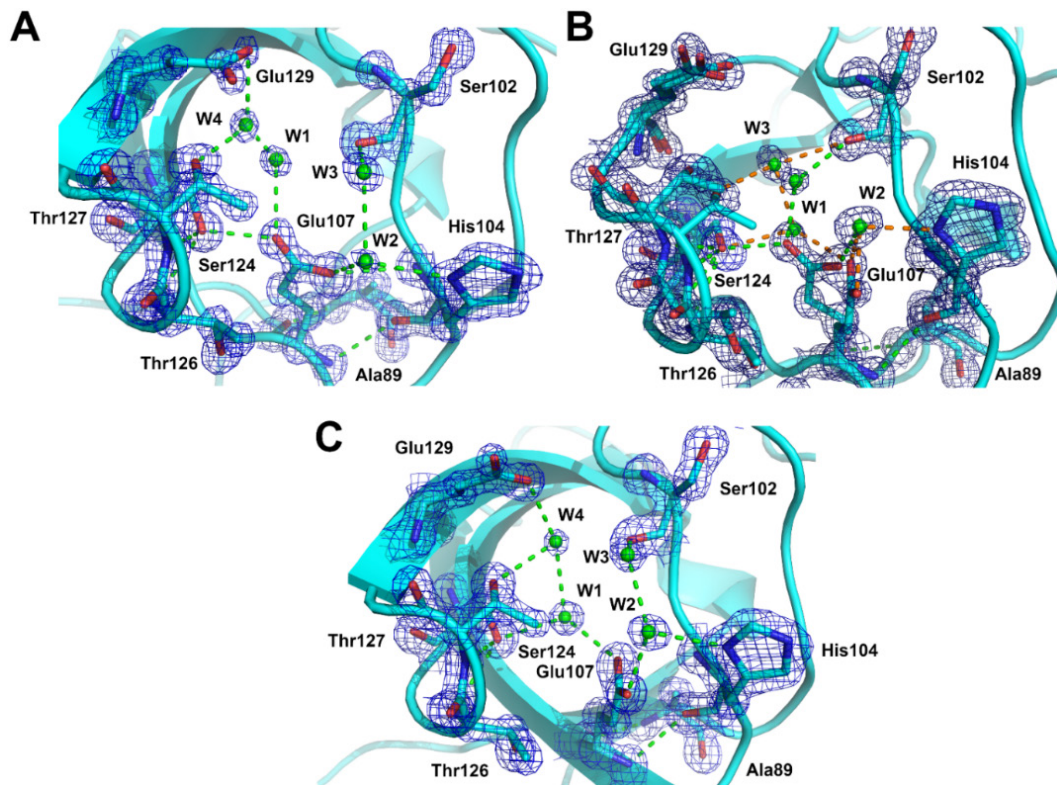 A
Glu129
Ser102
W4
W1
W3
Thr127
Glu107
His104
W2
Ser124
Thr126
Ala89
B
Glu129
Ser102
W3
His104
W2
W1
Thr127
Glu107
Ser124
Thr126
Ala89
C
Glu129
Ser102
W4
W3
W1
W2
Thr127
Ser124
His104
Glu107
Thr126
Ala89